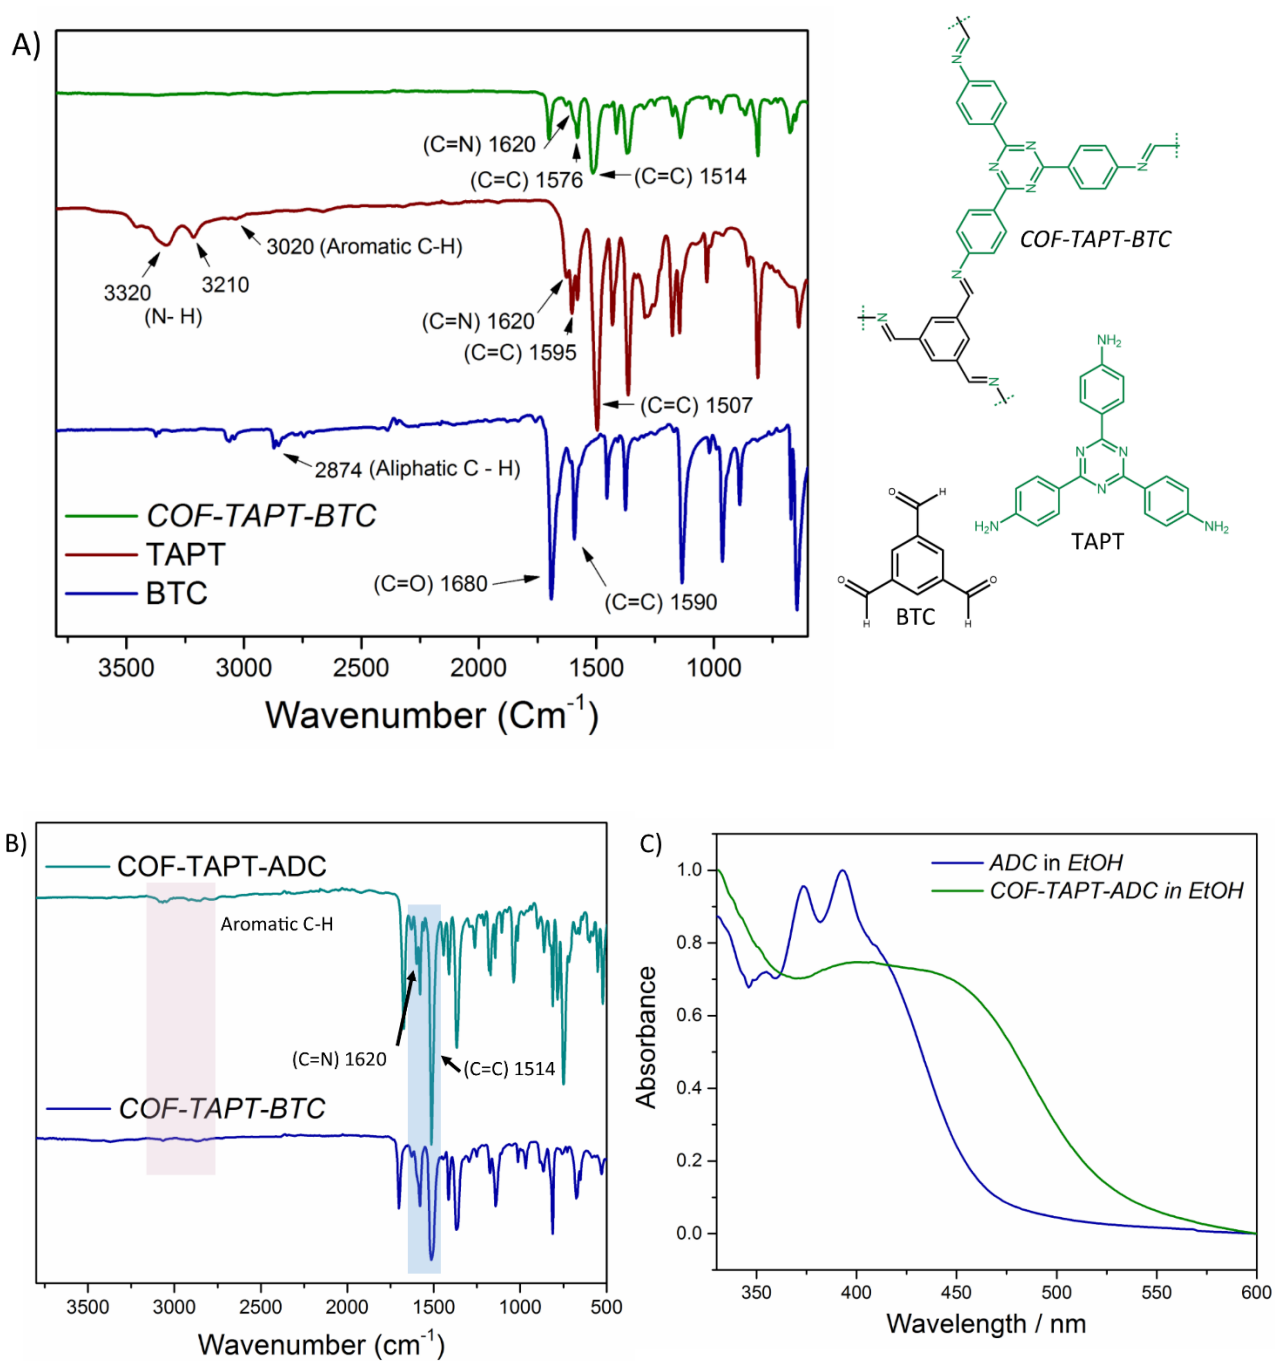 A)
(C=N) 1620
(C=C) 1576
(C=C) 1514
3020 (Aromatic C-H)
3320
3210
(N- H)
(C=N) 1620
(C=C) 1595
(C=C) 1507
2874 (Aliphatic C - H)
COF-TAPT-BTC
TAPT
BTC
(C=O) 1680
(C=C) 1590
3500 3000 2500 2000 1500 1000
Wavenumber (Cm⁻¹)
N
N
N N
N
N
COF-TAPT-BTC
N
N
N
NH₂
N N
N
H₂N
NH₂
TAPT
O H
O
O
H
H
BTC
B)
COF-TAPT-ADC
Aromatic C-H
(C=N) 1620
(C=C) 1514
COF-TAPT-BTC
3500 3000 2500 2000 1500 1000 500
Wavenumber (cm⁻¹)
C)
ADC in EtOH
COF-TAPT-ADC in EtOH
1.0
0.8
0.6
0.4
0.2
0.0
Absorbance
350 400 450 500 550 600
Wavelength / nm